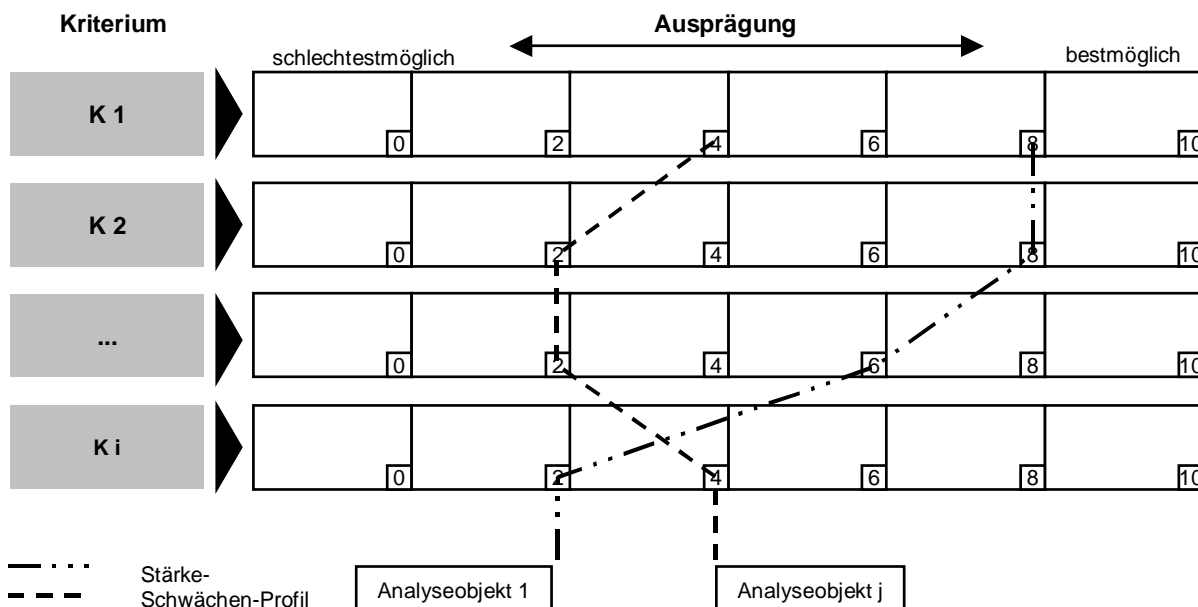 Kriterium
Ausprägung
schlechtestmöglich
bestmöglich
K 1
0 2 4 6 8 10
K 2
0 2 4 6 8 10
...
0 2 4 6 8 10
K i
0 2 4 6 8 10
Stärke-
Schwächen-Profil
Analyseobjekt 1
Analyseobjekt j